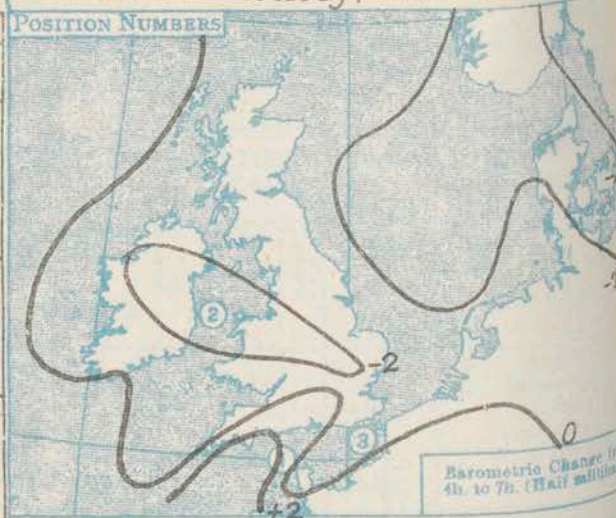 POSITION NUMBERS
2
-2
3
0
Barometric Change
4h. to 7h. (Half
+2